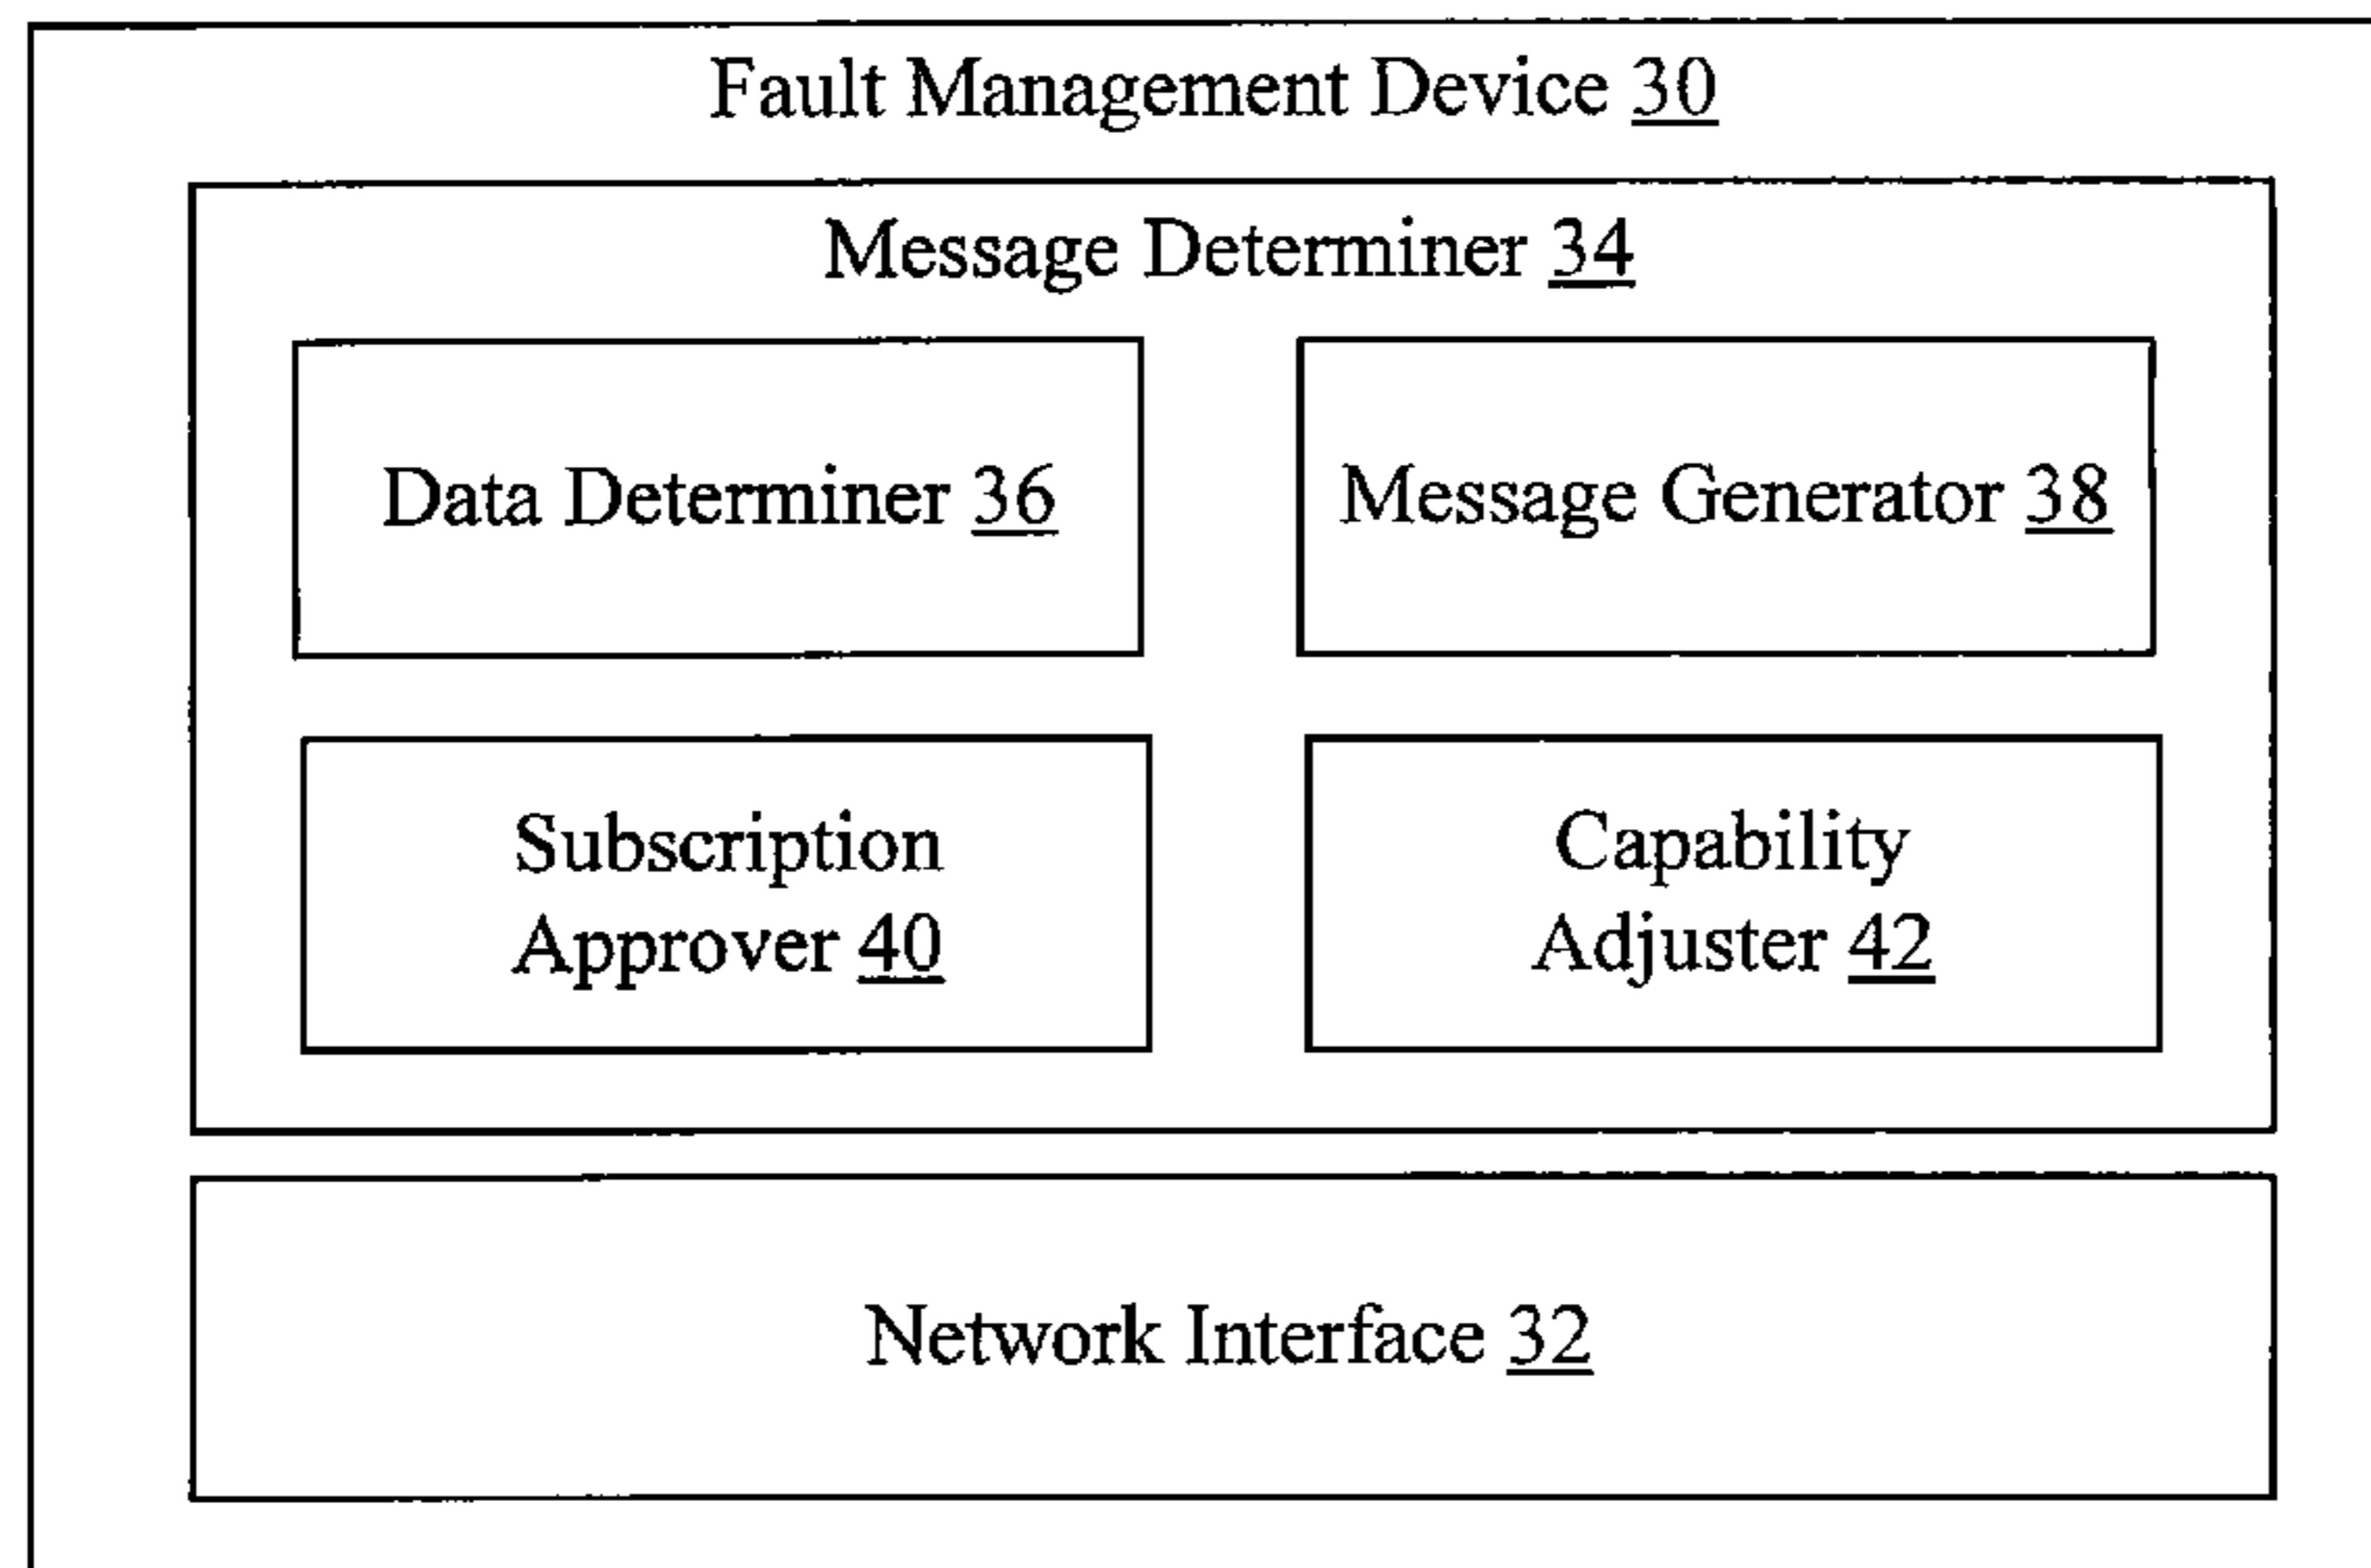 Fault Management Device 30
Message Determiner 34
Data Determiner 36
Message Generator 38
Subscription
Approver 40
Capability
Adjuster 42
Network Interface 32